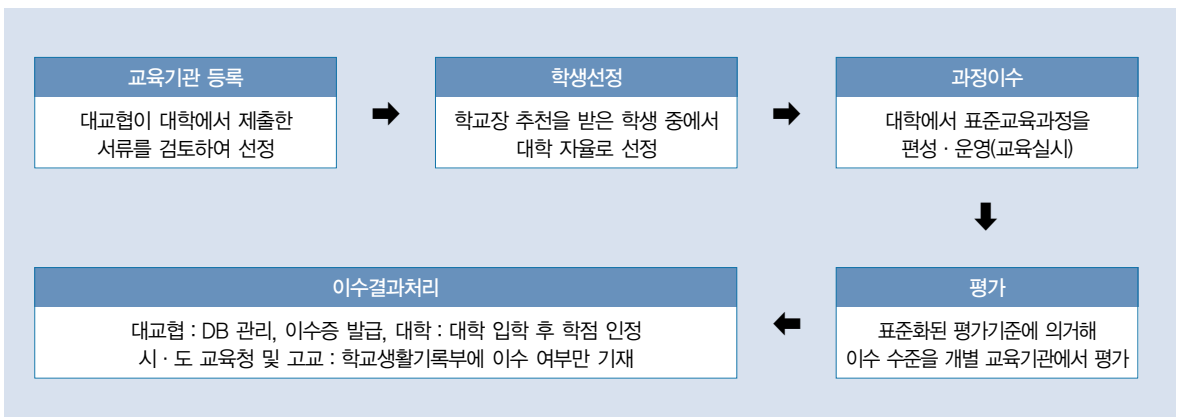 교육기관 등록
대교협이 대학에서 제출한
서류를 검토하여 선정
학생선정
학교장 추천을 받은 학생 중에서
대학 자율로 선정
과정이수
대학에서 표준교육과정을
편성 · 운영(교육실시)
평가
표준화된 평가기준에 의거해
이수 수준을 개별 교육기관에서 평가
이수결과처리
대교협 : DB 관리, 이수증 발급, 대학 : 대학 입학 후 학점 인정
시 · 도 교육청 및 고교 : 학교생활기록부에 이수 여부만 기재